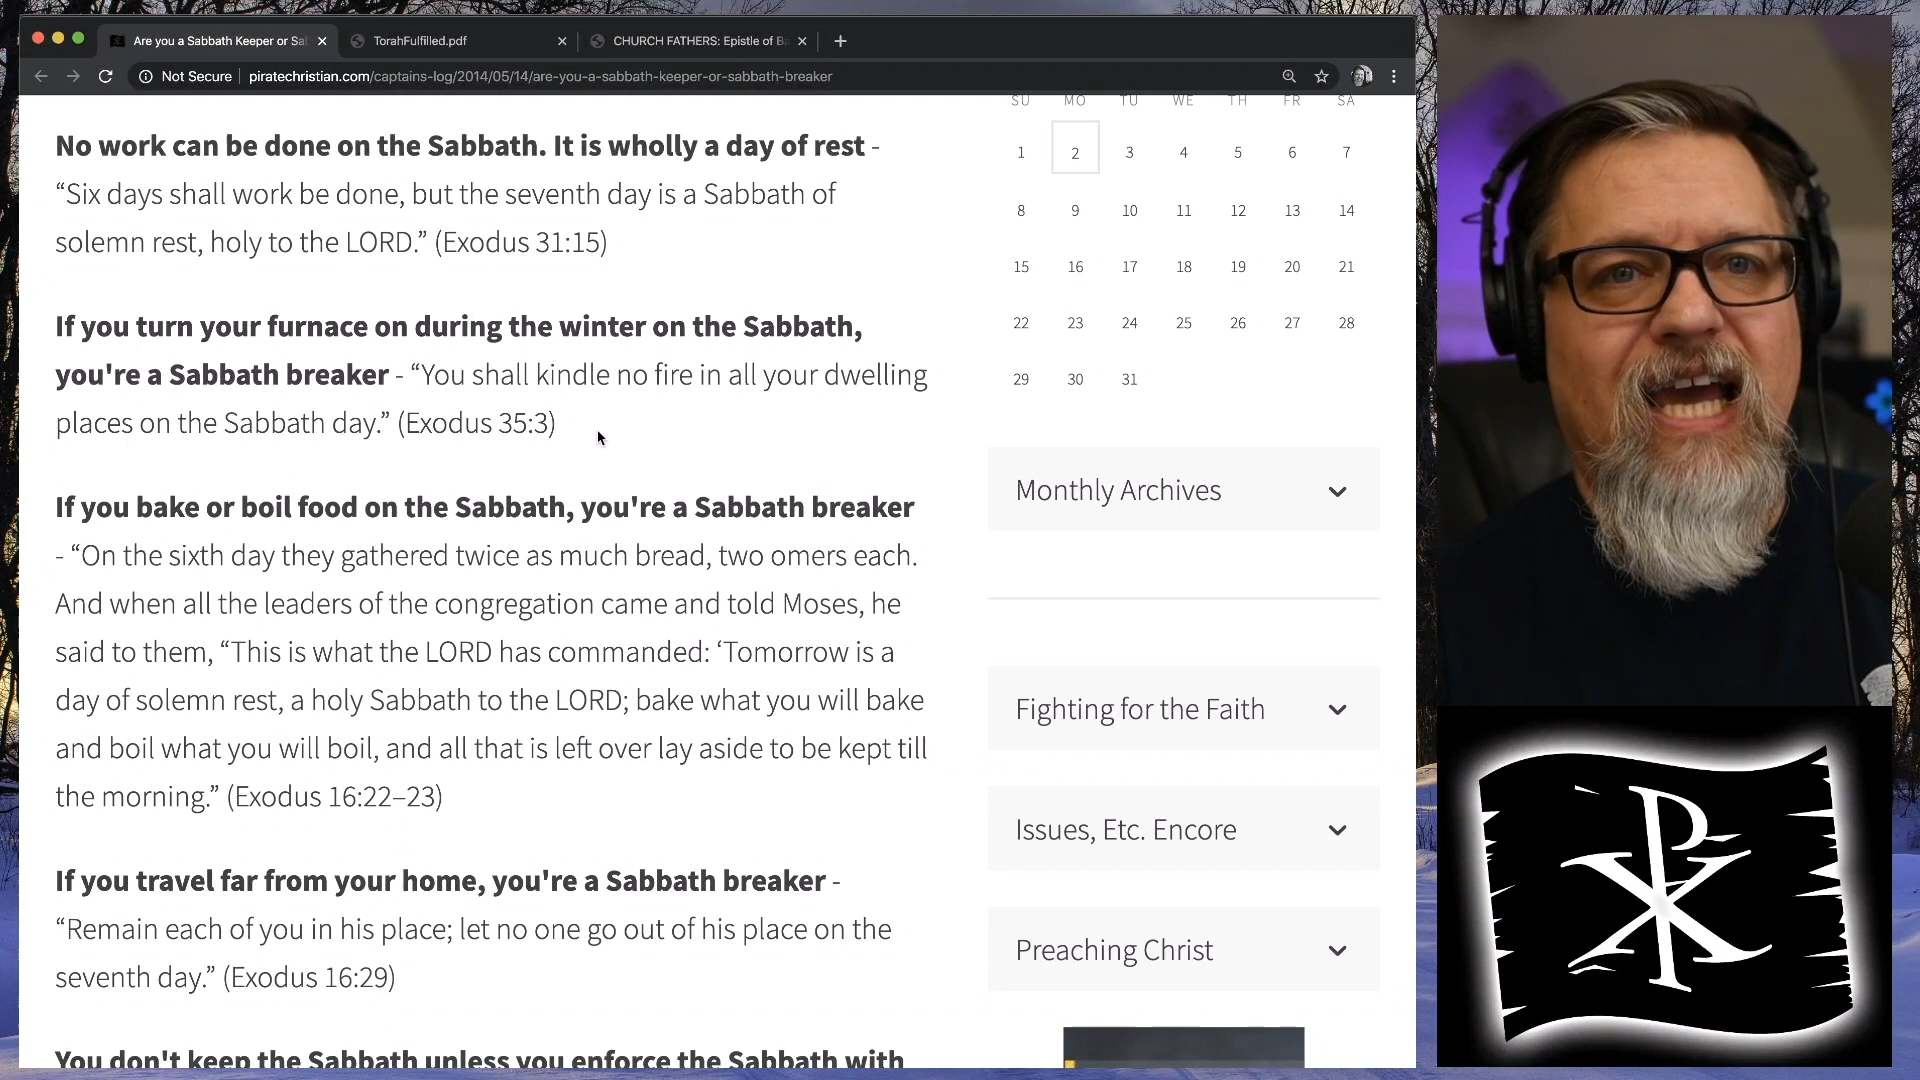 Are you a Sabbath Keeper or Sa
TorahFulfilled.pdf
CHURCH FATHERS: Epistle of Ba
Not Secure
piratechristian.com/captains-log/2014/05/14/are-you-a-sabbath-keeper-or-sabbath-breaker
No work can be done on the Sabbath. It is wholly a day of rest -
“Six days shall work be done, but the seventh day is a Sabbath of
solemn rest, holy to the LORD.” (Exodus 31:15)
If you turn your furnace on during the winter on the Sabbath,
you're a Sabbath breaker - “You shall kindle no fire in all your dwelling
places on the Sabbath day.” (Exodus 35:3)
If you bake or boil food on the Sabbath, you're a Sabbath breaker
- “On the sixth day they gathered twice as much bread, two omers each.
And when all the leaders of the congregation came and told Moses, he
said to them, “This is what the LORD has commanded: ‘Tomorrow is a
day of solemn rest, a holy Sabbath to the LORD; bake what you will bake
and boil what you will boil, and all that is left over lay aside to be kept till
the morning.” (Exodus 16:22–23)
If you travel far from your home, you're a Sabbath breaker -
“Remain each of you in his place; let no one go out of his place on the
seventh day.” (Exodus 16:29)
You don't keep the Sabbath unless you enforce the Sabbath with
SU MO TU WE TH FR SA
1 2 3 4 5 6 7
8 9 10 11 12 13 14
15 16 17 18 19 20 21
22 23 24 25 26 27 28
29 30 31
Monthly Archives
Fighting for the Faith
Issues, Etc. Encore
Preaching Christ